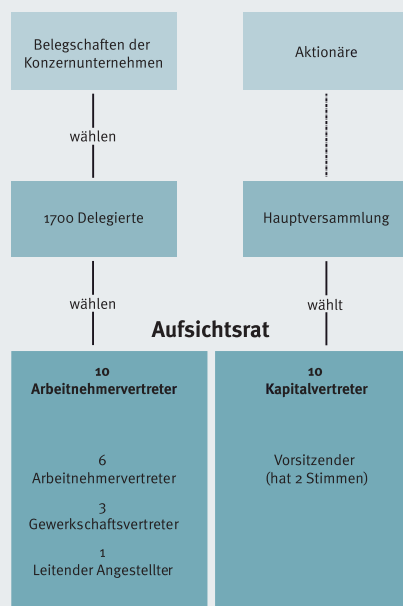 Belegschaften der
Konzernunternehmen
Aktionäre
wählen
1700 Delegierte
Hauptversammlung
wählen
wählt
Aufsichtsrat
10
Arbeitnehmervertreter
6
Arbeitnehmervertreter
3
Gewerkschaftsvertreter
1
Leitender Angestellter
10
Kapitalvertreter
Vorsitzender
(hat 2 Stimmen)